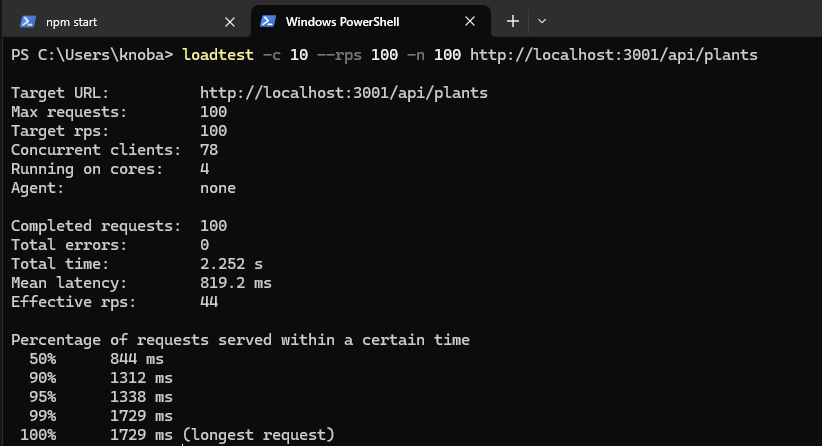 npm start
Windows PowerShell
PS C:\Users\knoba> loadtest -c 10 --rps 100 -n 100 http://localhost:3001/api/plants
Target URL: http://localhost:3001/api/plants
Max requests: 100
Target rps: 100
Concurrent clients: 78
Running on cores: 4
Agent: none
Completed requests: 100
Total errors: 0
Total time: 2.252 s
Mean latency: 819.2 ms
Effective rps: 44
Percentage of requests served within a certain time
50% 844 ms
90% 1312 ms
95% 1338 ms
99% 1729 ms
100% 1729 ms (longest request)